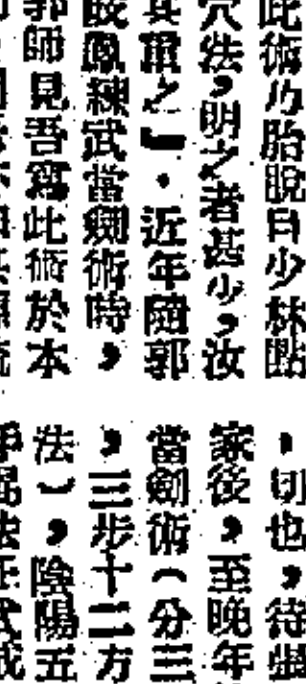 此術乃胎脫自少林點
穴法，明之者甚少，汝
其重之」．近年隨郭
峻鳳練武當劍術時，
郭師見吾寫此術於本
切也，待
家後，至晚年
當劍術（分三
，三步十二方
法），陰陽五